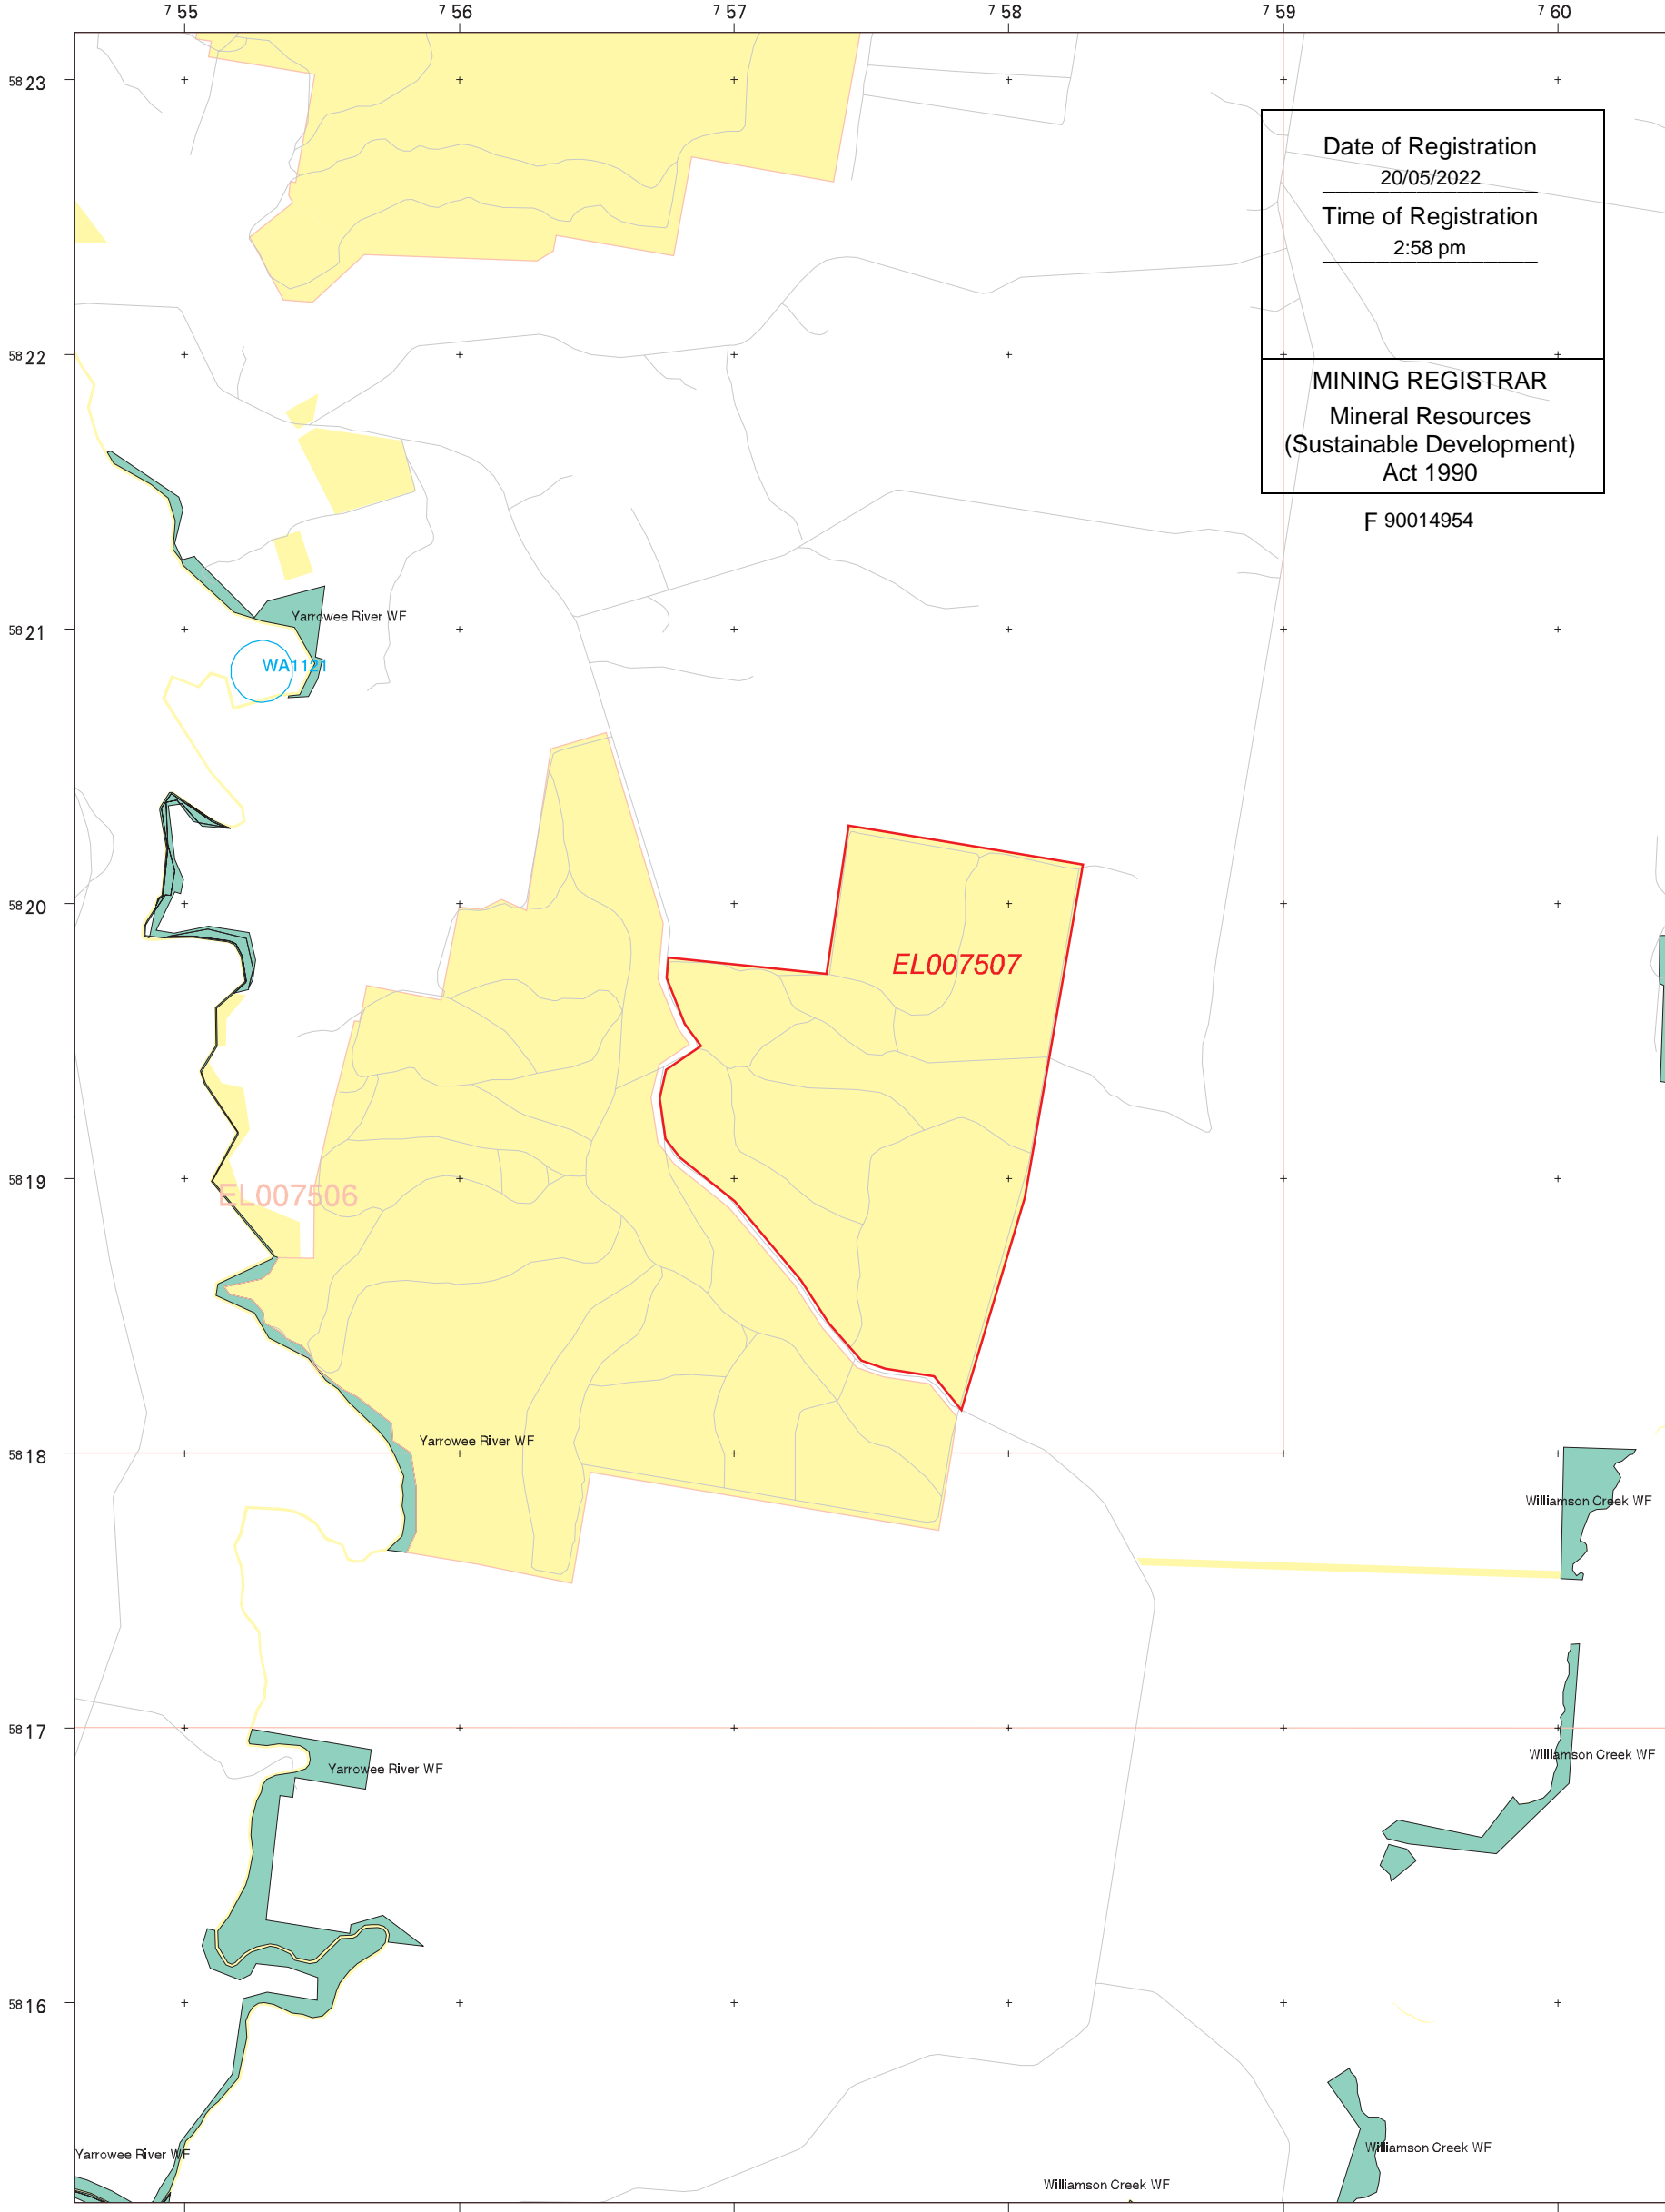 7 55
7 56
7 57
7 58
7 59
7 60
58 23
Date of Registration
20/05/2022
Time of Registration
2:58 pm
58 22
MINING REGISTRAR
Mineral Resources
(Sustainable Development)
Act 1990
F 90014954
58 21
Yarrowee River WF
WA1121
58 20
EL007507
58 19
EL007506
58 18
Yarrowee River WF
Williamson Creek WF
58 17
Williamson Creek WF
Yarrowee River WF
58 16
Yarrowee River WF
Williamson Creek WF
Williamson Creek WF